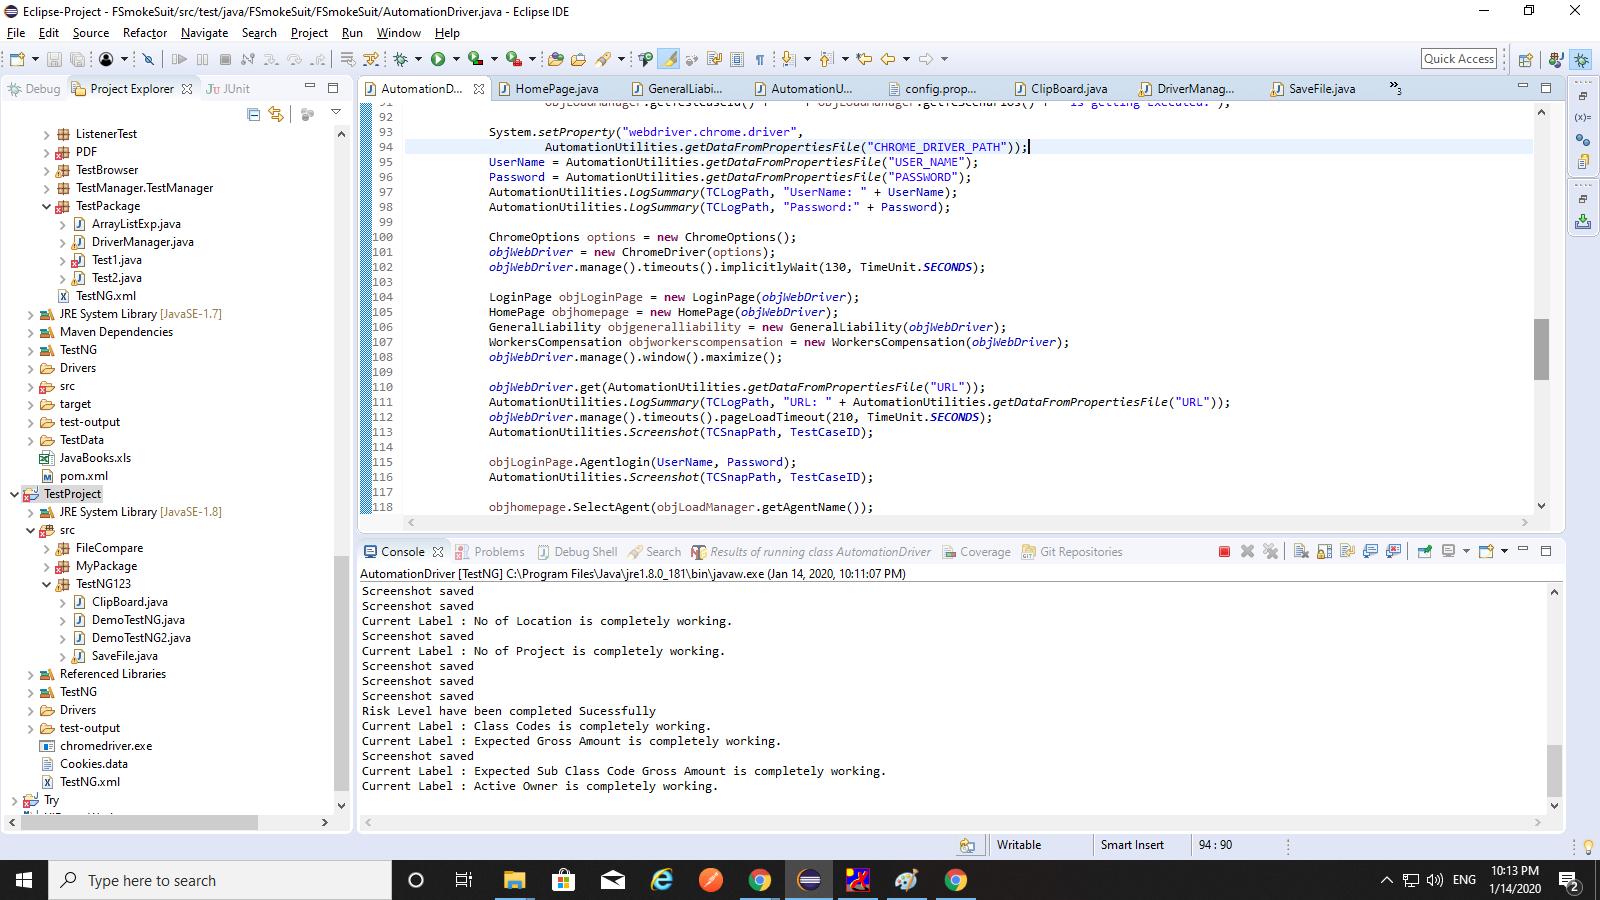 Eclipse-Project - FSmokeSuit/src/test/java/FSmokeSuit/FSmokeSuit/AutomationDriver.java - Eclipse IDE
File Edit Source Refactor Navigate Search Project Run Window Help
Quick Access
Debug Project Explorer JUnit
AutomationD... HomePage.java GeneralLiabi... AutomationU... config.prop... ClipBoard.java DriverManag... SaveFile.java »3
ListenerTest
PDF
TestBrowser
TestManager.TestManager
TestPackage
ArrayListExp.java
DriverManager.java
Test1.java
Test2.java
TestNG.xml
JRE System Library [JavaSE-1.7]
Maven Dependencies
TestNG
Drivers
src
target
test-output
TestData
JavaBooks.xls
pom.xml
TestProject
JRE System Library [JavaSE-1.8]
src
FileCompare
MyPackage
TestNG123
ClipBoard.java
DemoTestNG.java
DemoTestNG2.java
SaveFile.java
Referenced Libraries
TestNG
Drivers
test-output
chromedriver.exe
Cookies.data
TestNG.xml
Try
92
93 System.setProperty("webdriver.chrome.driver",
94 AutomationUtilities.getDataFromPropertiesFile("CHROME_DRIVER_PATH"));
95 UserName = AutomationUtilities.getDataFromPropertiesFile("USER_NAME");
96 Password = AutomationUtilities.getDataFromPropertiesFile("PASSWORD");
97 AutomationUtilities.LogSummary(TCLogPath, "UserName: " + UserName);
98 AutomationUtilities.LogSummary(TCLogPath, "Password:" + Password);
99
100 ChromeOptions options = new ChromeOptions();
101 objWebDriver = new ChromeDriver(options);
102 objWebDriver.manage().timeouts().implicitlyWait(130, TimeUnit.SECONDS);
103
104 LoginPage objLoginPage = new LoginPage(objWebDriver);
105 HomePage objhomepage = new HomePage(objWebDriver);
106 GeneralLiability objgeneralliability = new GeneralLiability(objWebDriver);
107 WorkersCompensation objworkerscompensation = new WorkersCompensation(objWebDriver);
108 objWebDriver.manage().window().maximize();
109
110 objWebDriver.get(AutomationUtilities.getDataFromPropertiesFile("URL"));
111 AutomationUtilities.LogSummary(TCLogPath, "URL: " + AutomationUtilities.getDataFromPropertiesFile("URL"));
112 objWebDriver.manage().timeouts().pageLoadTimeout(210, TimeUnit.SECONDS);
113 AutomationUtilities.Screenshot(TCSnapPath, TestCaseID);
114
115 objLoginPage.Agentlogin(UserName, Password);
116 AutomationUtilities.Screenshot(TCSnapPath, TestCaseID);
117
118 objhomepage.SelectAgent(objLoadManager.getAgentName());
Console Problems Debug Shell Search Results of running class AutomationDriver Coverage Git Repositories
AutomationDriver [TestNG] C:\Program Files\Java\jre1.8.0_181\bin\javaw.exe (Jan 14, 2020, 10:11:07 PM)
Screenshot saved
Screenshot saved
Current Label : No of Location is completely working.
Screenshot saved
Current Label : No of Project is completely working.
Screenshot saved
Screenshot saved
Screenshot saved
Risk Level have been completed Sucessfully
Current Label : Class Codes is completely working.
Current Label : Expected Gross Amount is completely working.
Screenshot saved
Current Label : Expected Sub Class Code Gross Amount is completely working.
Current Label : Active Owner is completely working.
Writable Smart Insert 94 : 90
Type here to search
ENG
10:13 PM
1/14/2020
2